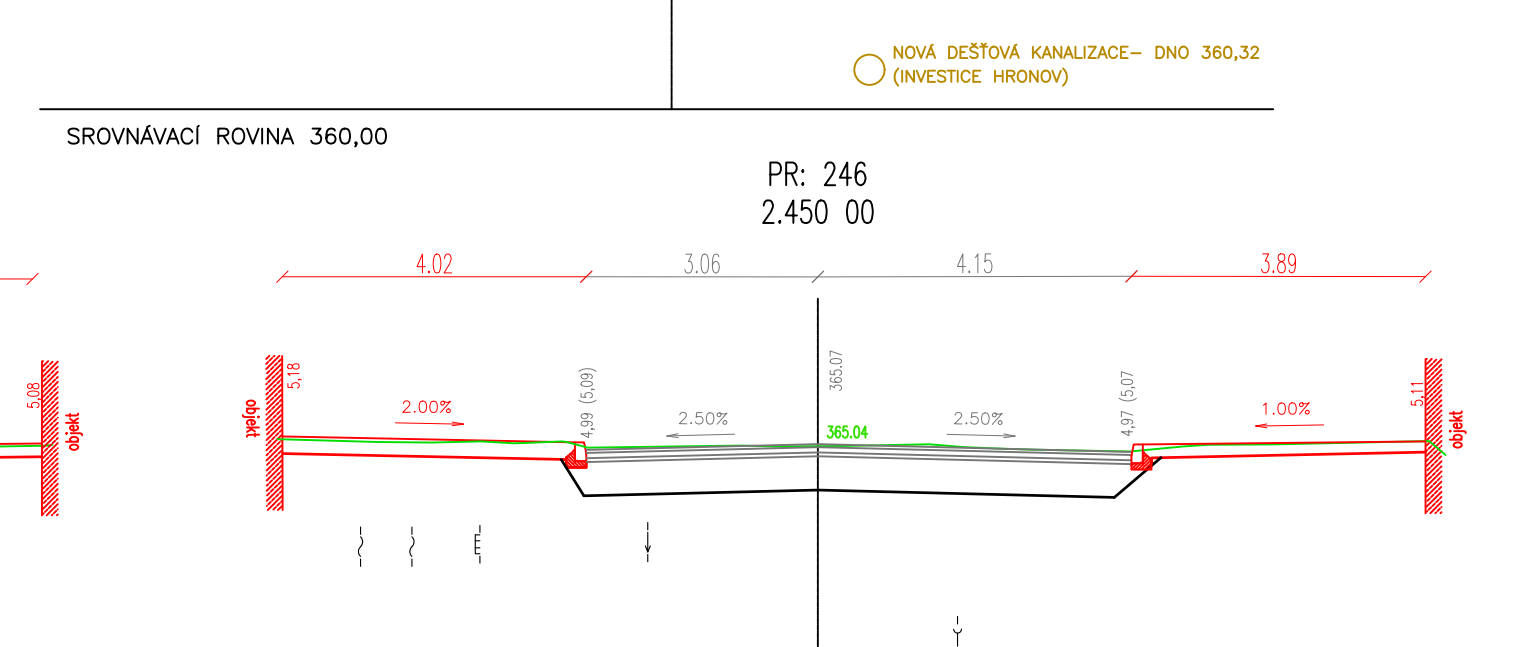 NOVÁ DEŠŤOVÁ KANALIZACE– DNO 360,32
(INVESTICE HRONOV)
SROVNÁVACÍ ROVINA 360,00
PR: 246
2.450 00
4.02
3.06
4.15
3.89
5,08
objekt
objekt
5,18
2.00%
4,99 (5,09)
2.50%
365.07
365.04
2.50%
4,97 (5,07
1.00%
5,11
objekt
E